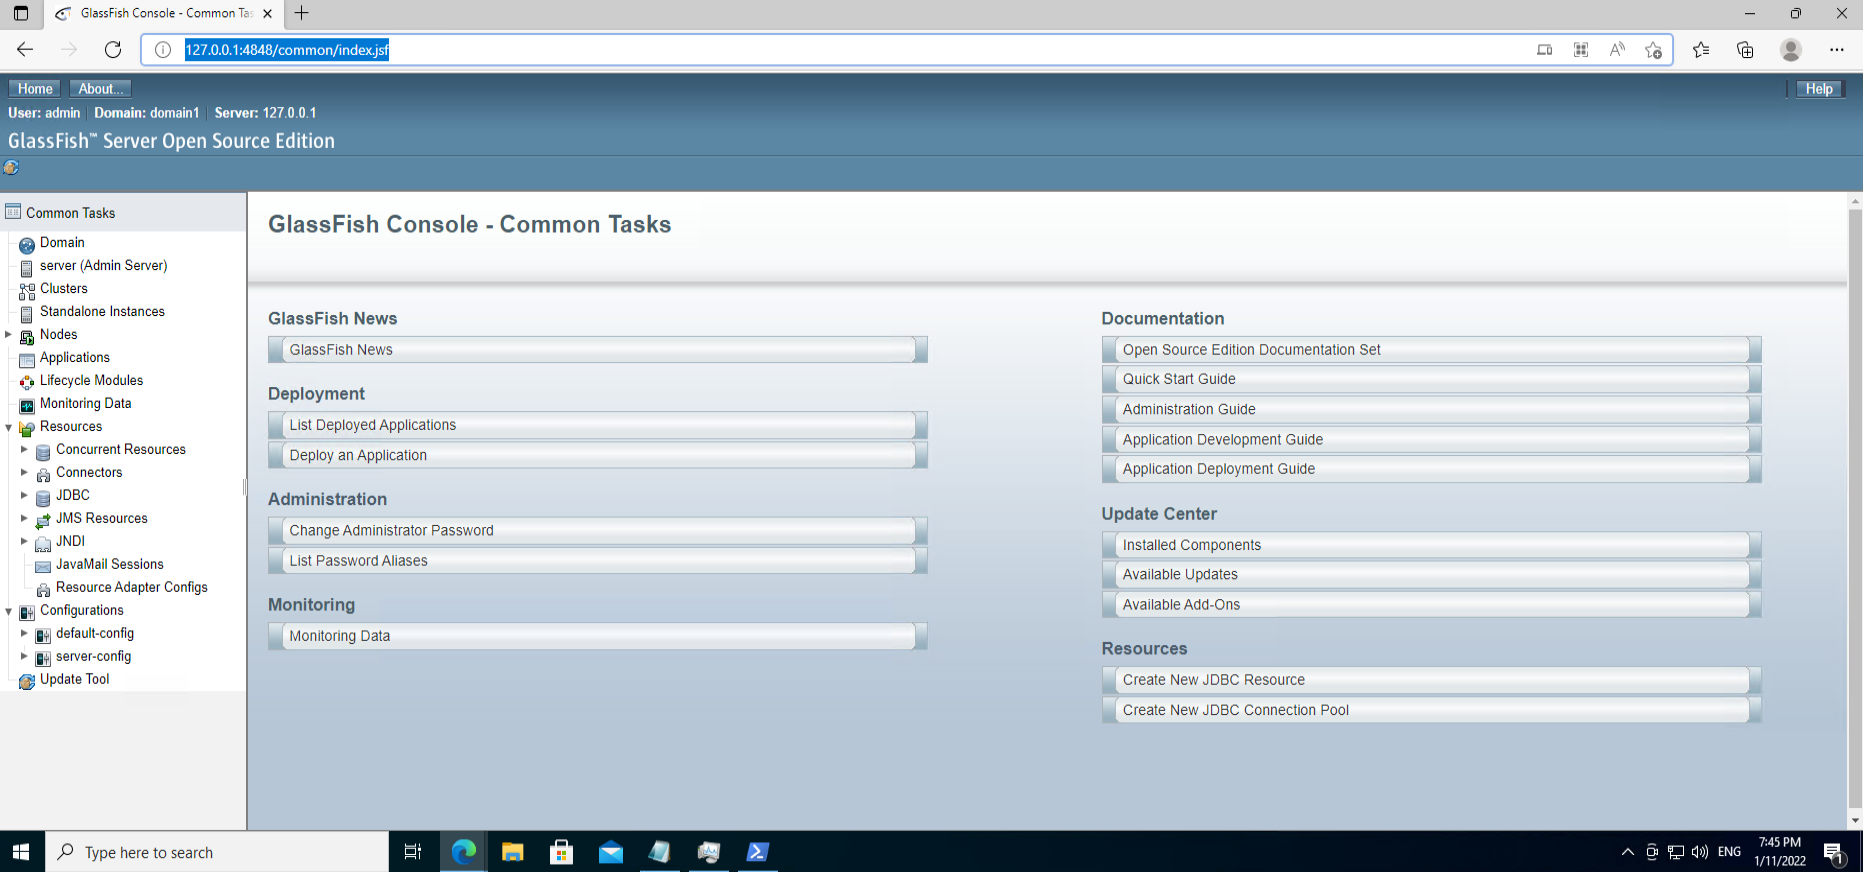 GlassFish Console - Common Tas
127.0.0.1:4848/common/index.jsf
Home About... Help
User: admin Domain: domain1 Server: 127.0.0.1
GlassFish™ Server Open Source Edition
Common Tasks
Domain
server (Admin Server)
Clusters
Standalone Instances
Nodes
Applications
Lifecycle Modules
Monitoring Data
Resources
Concurrent Resources
Connectors
JDBC
JMS Resources
JNDI
JavaMail Sessions
Resource Adapter Configs
Configurations
default-config
server-config
Update Tool
GlassFish Console - Common Tasks
GlassFish News
GlassFish News
Deployment
List Deployed Applications
Deploy an Application
Administration
Change Administrator Password
List Password Aliases
Monitoring
Monitoring Data
Documentation
Open Source Edition Documentation Set
Quick Start Guide
Administration Guide
Application Development Guide
Application Deployment Guide
Update Center
Installed Components
Available Updates
Available Add-Ons
Resources
Create New JDBC Resource
Create New JDBC Connection Pool
Type here to search
ENG
7:45 PM
1/11/2022
1